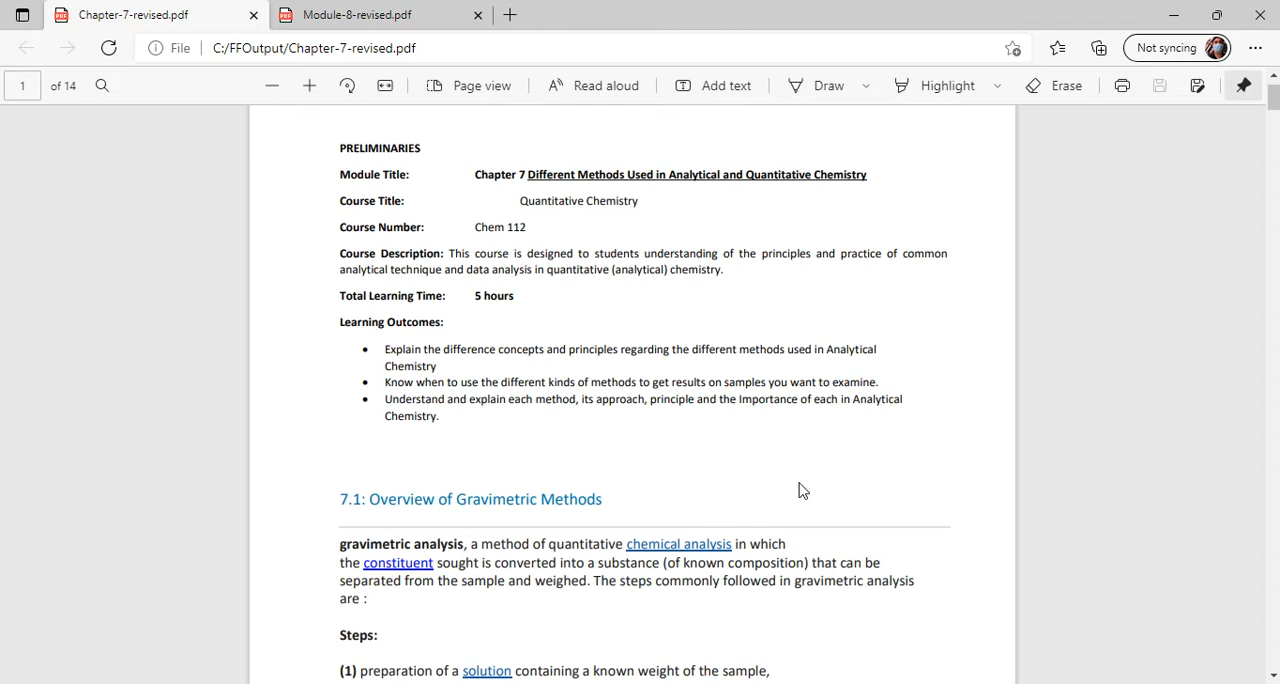 Chapter-7-revised.pdf
Module-8-revised.pdf
File C:/FFOutput/Chapter-7-revised.pdf
Not syncing
1 of 14
Page view
Read aloud
Add text
Draw
Highlight
Erase
PRELIMINARIES
Module Title: Chapter 7 Different Methods Used in Analytical and Quantitative Chemistry
Course Title: Quantitative Chemistry
Course Number: Chem 112
Course Description: This course is designed to students understanding of the principles and practice of common
analytical technique and data analysis in quantitative (analytical) chemistry.
Total Learning Time: 5 hours
Learning Outcomes:
• Explain the difference concepts and principles regarding the different methods used in Analytical
Chemistry
• Know when to use the different kinds of methods to get results on samples you want to examine.
• Understand and explain each method, its approach, principle and the Importance of each in Analytical
Chemistry.
7.1: Overview of Gravimetric Methods
gravimetric analysis, a method of quantitative chemical analysis in which
the constituent sought is converted into a substance (of known composition) that can be
separated from the sample and weighed. The steps commonly followed in gravimetric analysis
are :
Steps:
(1) preparation of a solution containing a known weight of the sample,